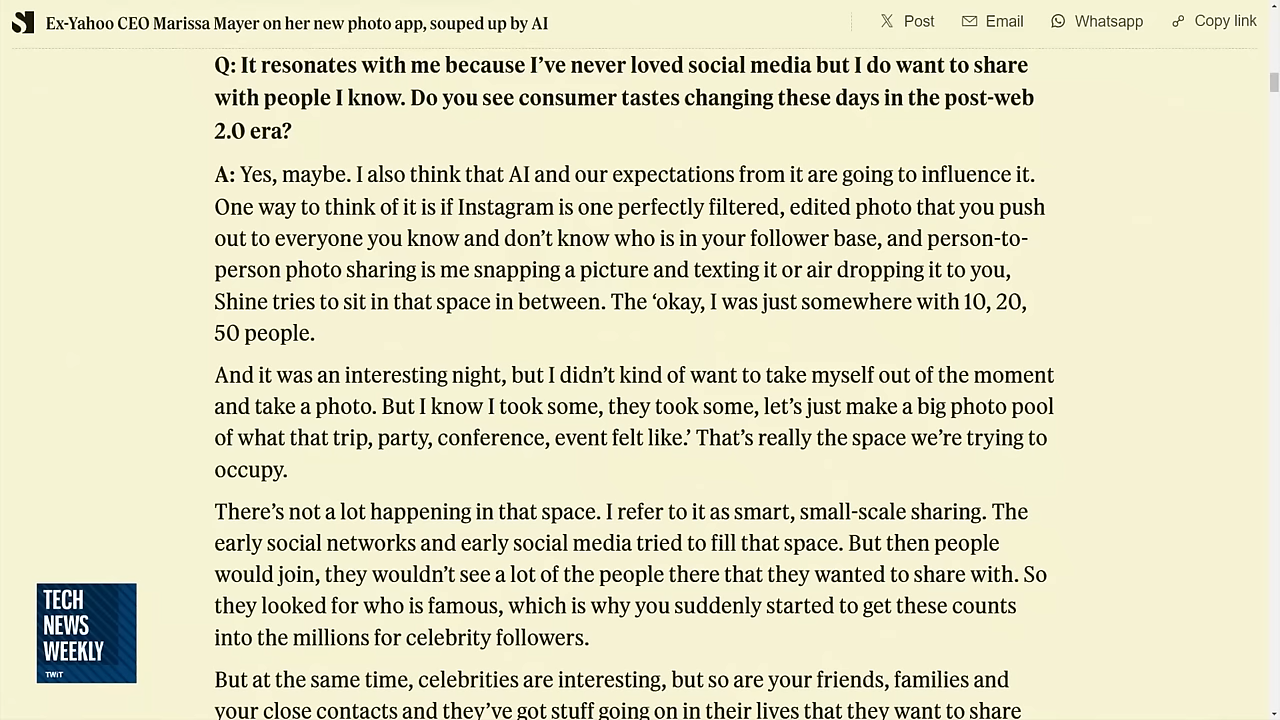 Ex-Yahoo CEO Marissa Mayer on her new photo app, souped up by AI
Post
Email
Whatsapp
Copy link
Q: It resonates with me because I’ve never loved social media but I do want to share
with people I know. Do you see consumer tastes changing these days in the post-web
2.0 era?
A: Yes, maybe. I also think that AI and our expectations from it are going to influence it.
One way to think of it is if Instagram is one perfectly filtered, edited photo that you push
out to everyone you know and don’t know who is in your follower base, and person-to-
person photo sharing is me snapping a picture and texting it or air dropping it to you,
Shine tries to sit in that space in between. The ‘okay, I was just somewhere with 10, 20,
50 people.
And it was an interesting night, but I didn’t kind of want to take myself out of the moment
and take a photo. But I know I took some, they took some, let’s just make a big photo pool
of what that trip, party, conference, event felt like.’ That’s really the space we’re trying to
occupy.
There’s not a lot happening in that space. I refer to it as smart, small-scale sharing. The
early social networks and early social media tried to fill that space. But then people
would join, they wouldn’t see a lot of the people there that they wanted to share with. So
they looked for who is famous, which is why you suddenly started to get these counts
into the millions for celebrity followers.
But at the same time, celebrities are interesting, but so are your friends, families and
your close contacts and they’ve got stuff going on in their lives that they want to share
TECH
NEWS
WEEKLY
TWiT